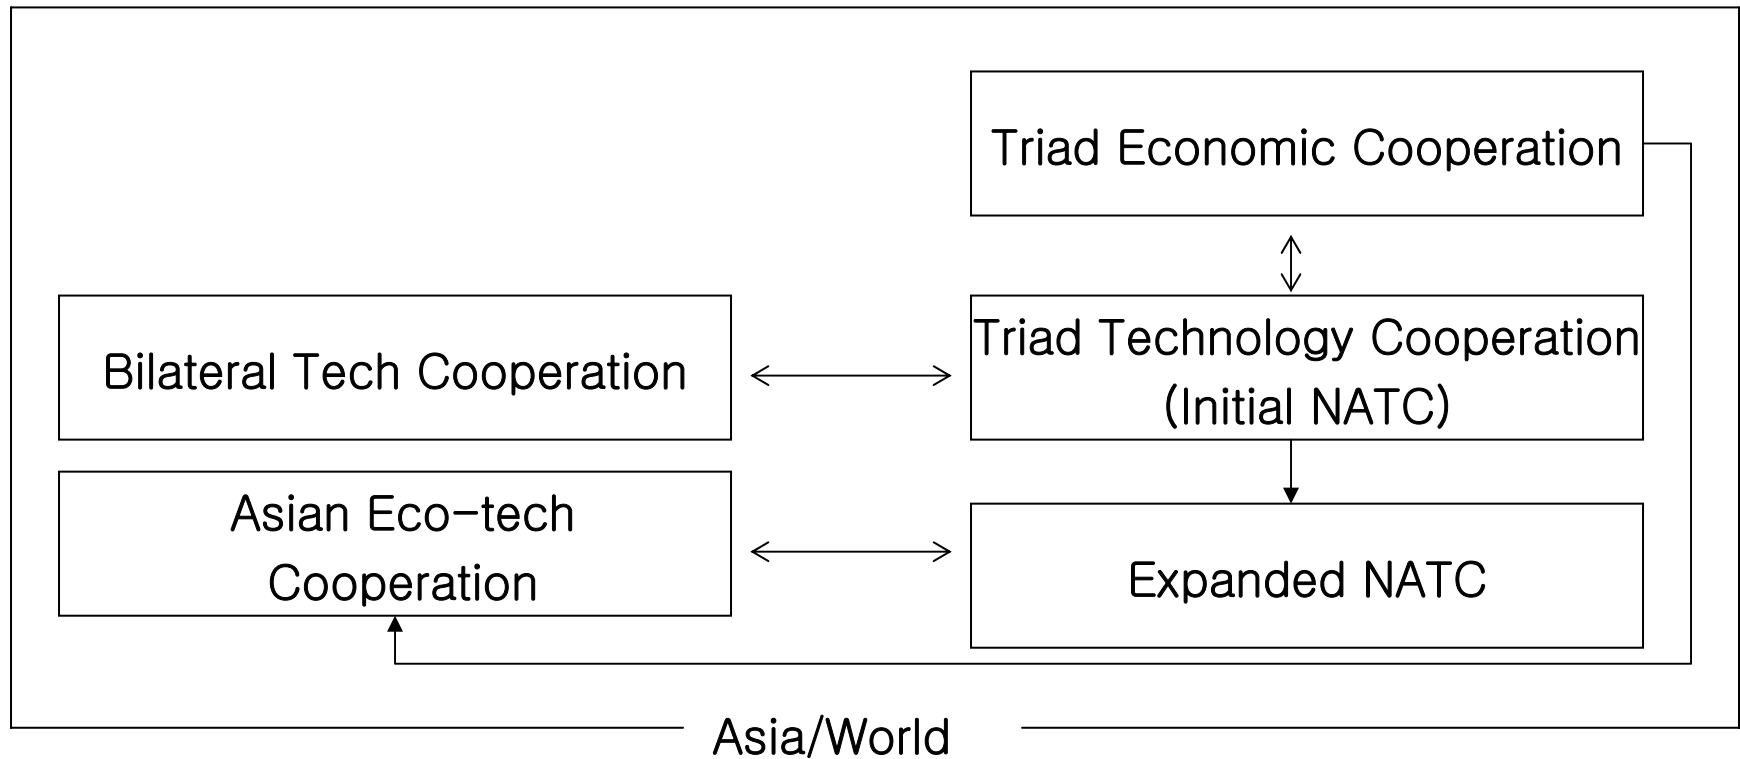 Triad Economic Cooperation
Bilateral Tech Cooperation
Triad Technology Cooperation
(Initial NATC)
Asian Eco-tech
Cooperation
Expanded NATC
Asia/World